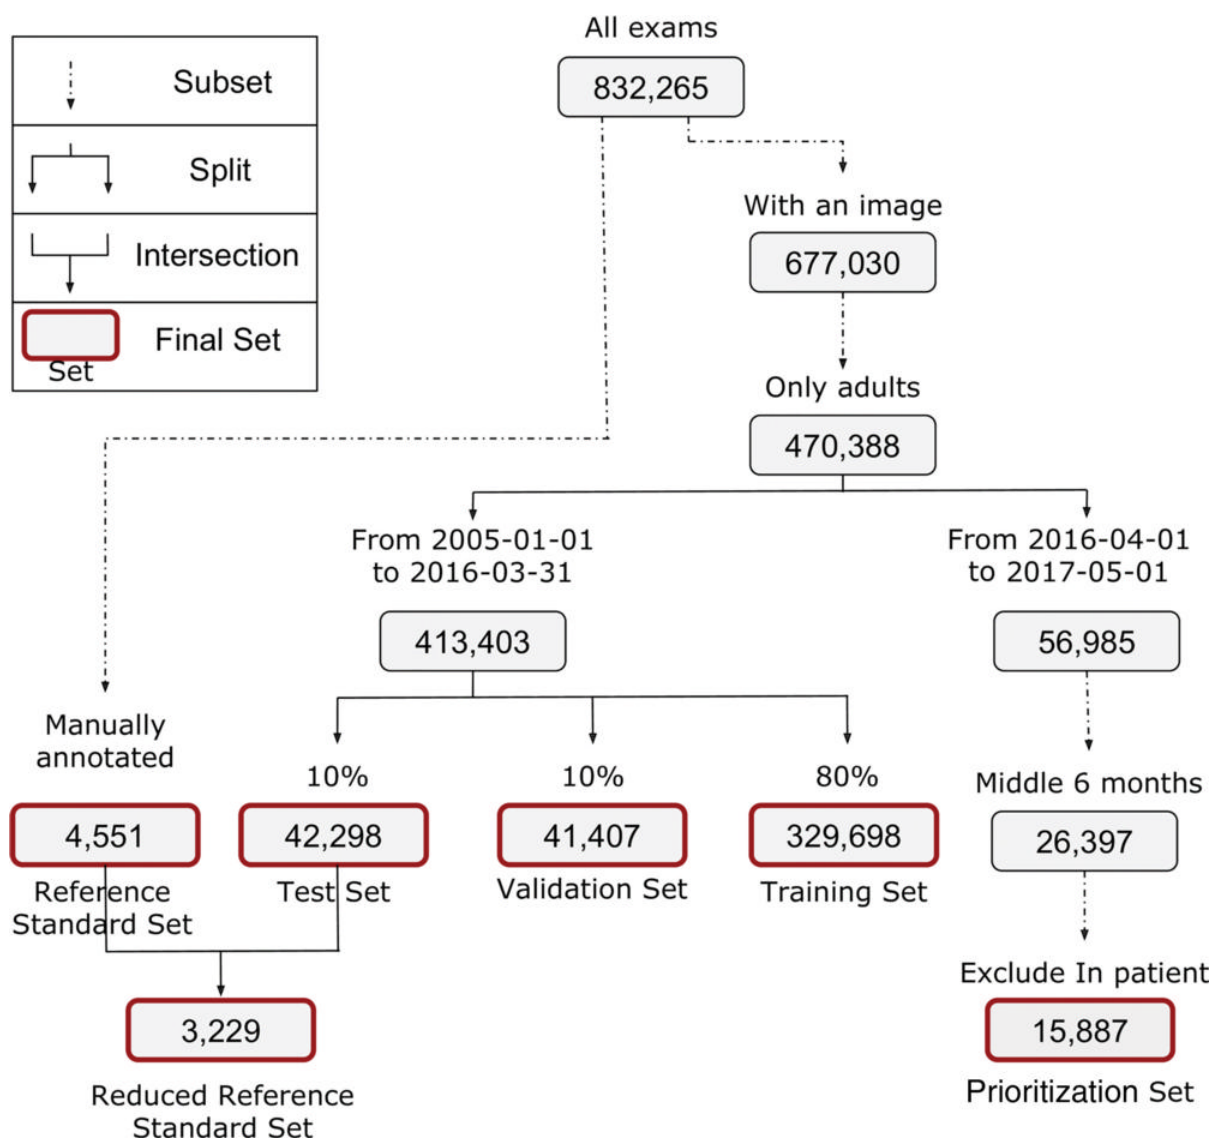 Subset
Split
Intersection
Final Set
Set
All exams
832,265
With an image
677,030
Only adults
470,388
From 2005-01-01
to 2016-03-31
413,403
From 2016-04-01
to 2017-05-01
56,985
Manually
annotated
4,551
Reference
Standard Set
10%
42,298
Test Set
10%
41,407
Validation Set
80%
329,698
Training Set
Middle 6 months
26,397
Exclude In patient
15,887
Prioritization Set
3,229
Reduced Reference
Standard Set